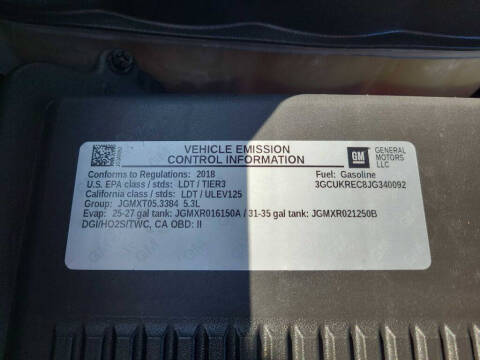 VEHICLE EMISSION
CONTROL INFORMATION
GM
GENERAL
MOTORS
LLC
Conforms to Regulations: 2018
Fuel: Gasoline
U.S. EPA class / stds: LDT / TIER3
3GCUKREC8JG340092
California class / stds: LDT / ULEV125
Group: JGMXT05.3384 5.3L
Evap: 25-27 gal tank: JGMXR016150A / 31-35 gal tank: JGMXR021250B
DGI/HO2S/TWC, CA OBD: II